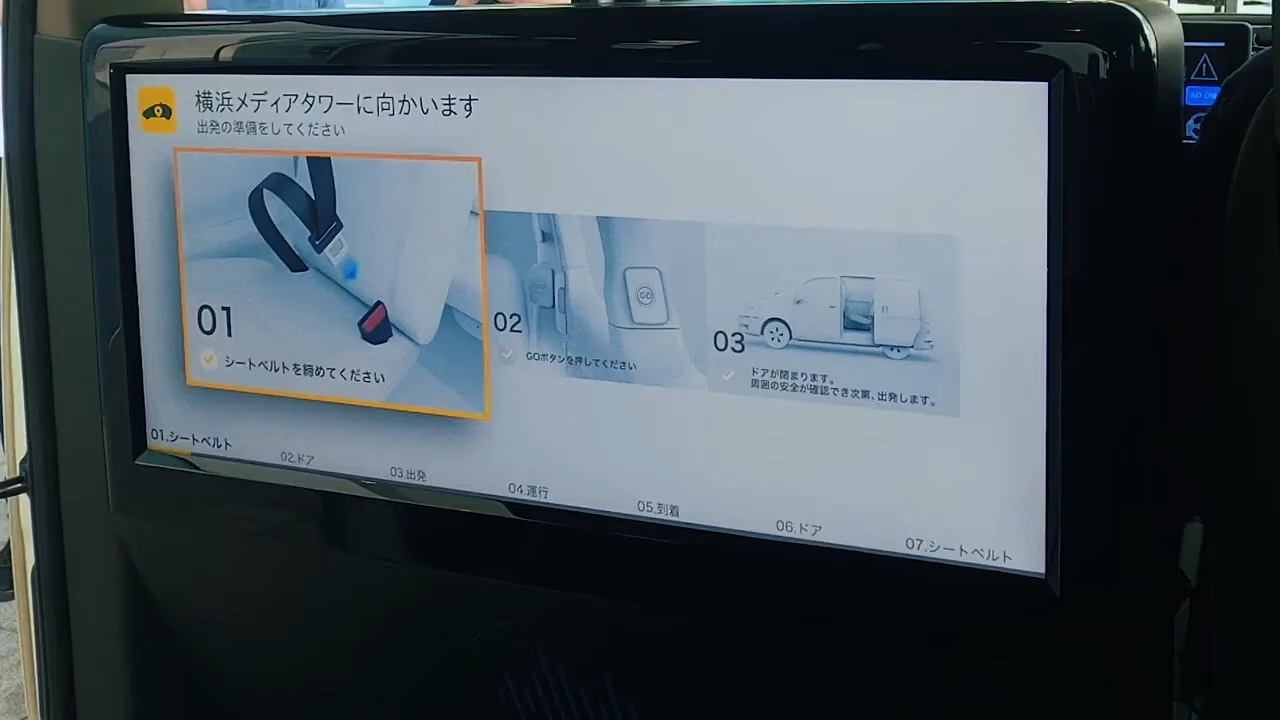 横浜メディアタワーに向かいます
出発の準備をしてください
01
シートベルトを締めてください
02
GO
GOボタンを押してください
03
ドアが閉まります。
周囲の安全が確認でき次第、出発します。
01.シートベルト
02.ドア
03.出発
04.運行
05.到着
06.ドア
07.シートベルト